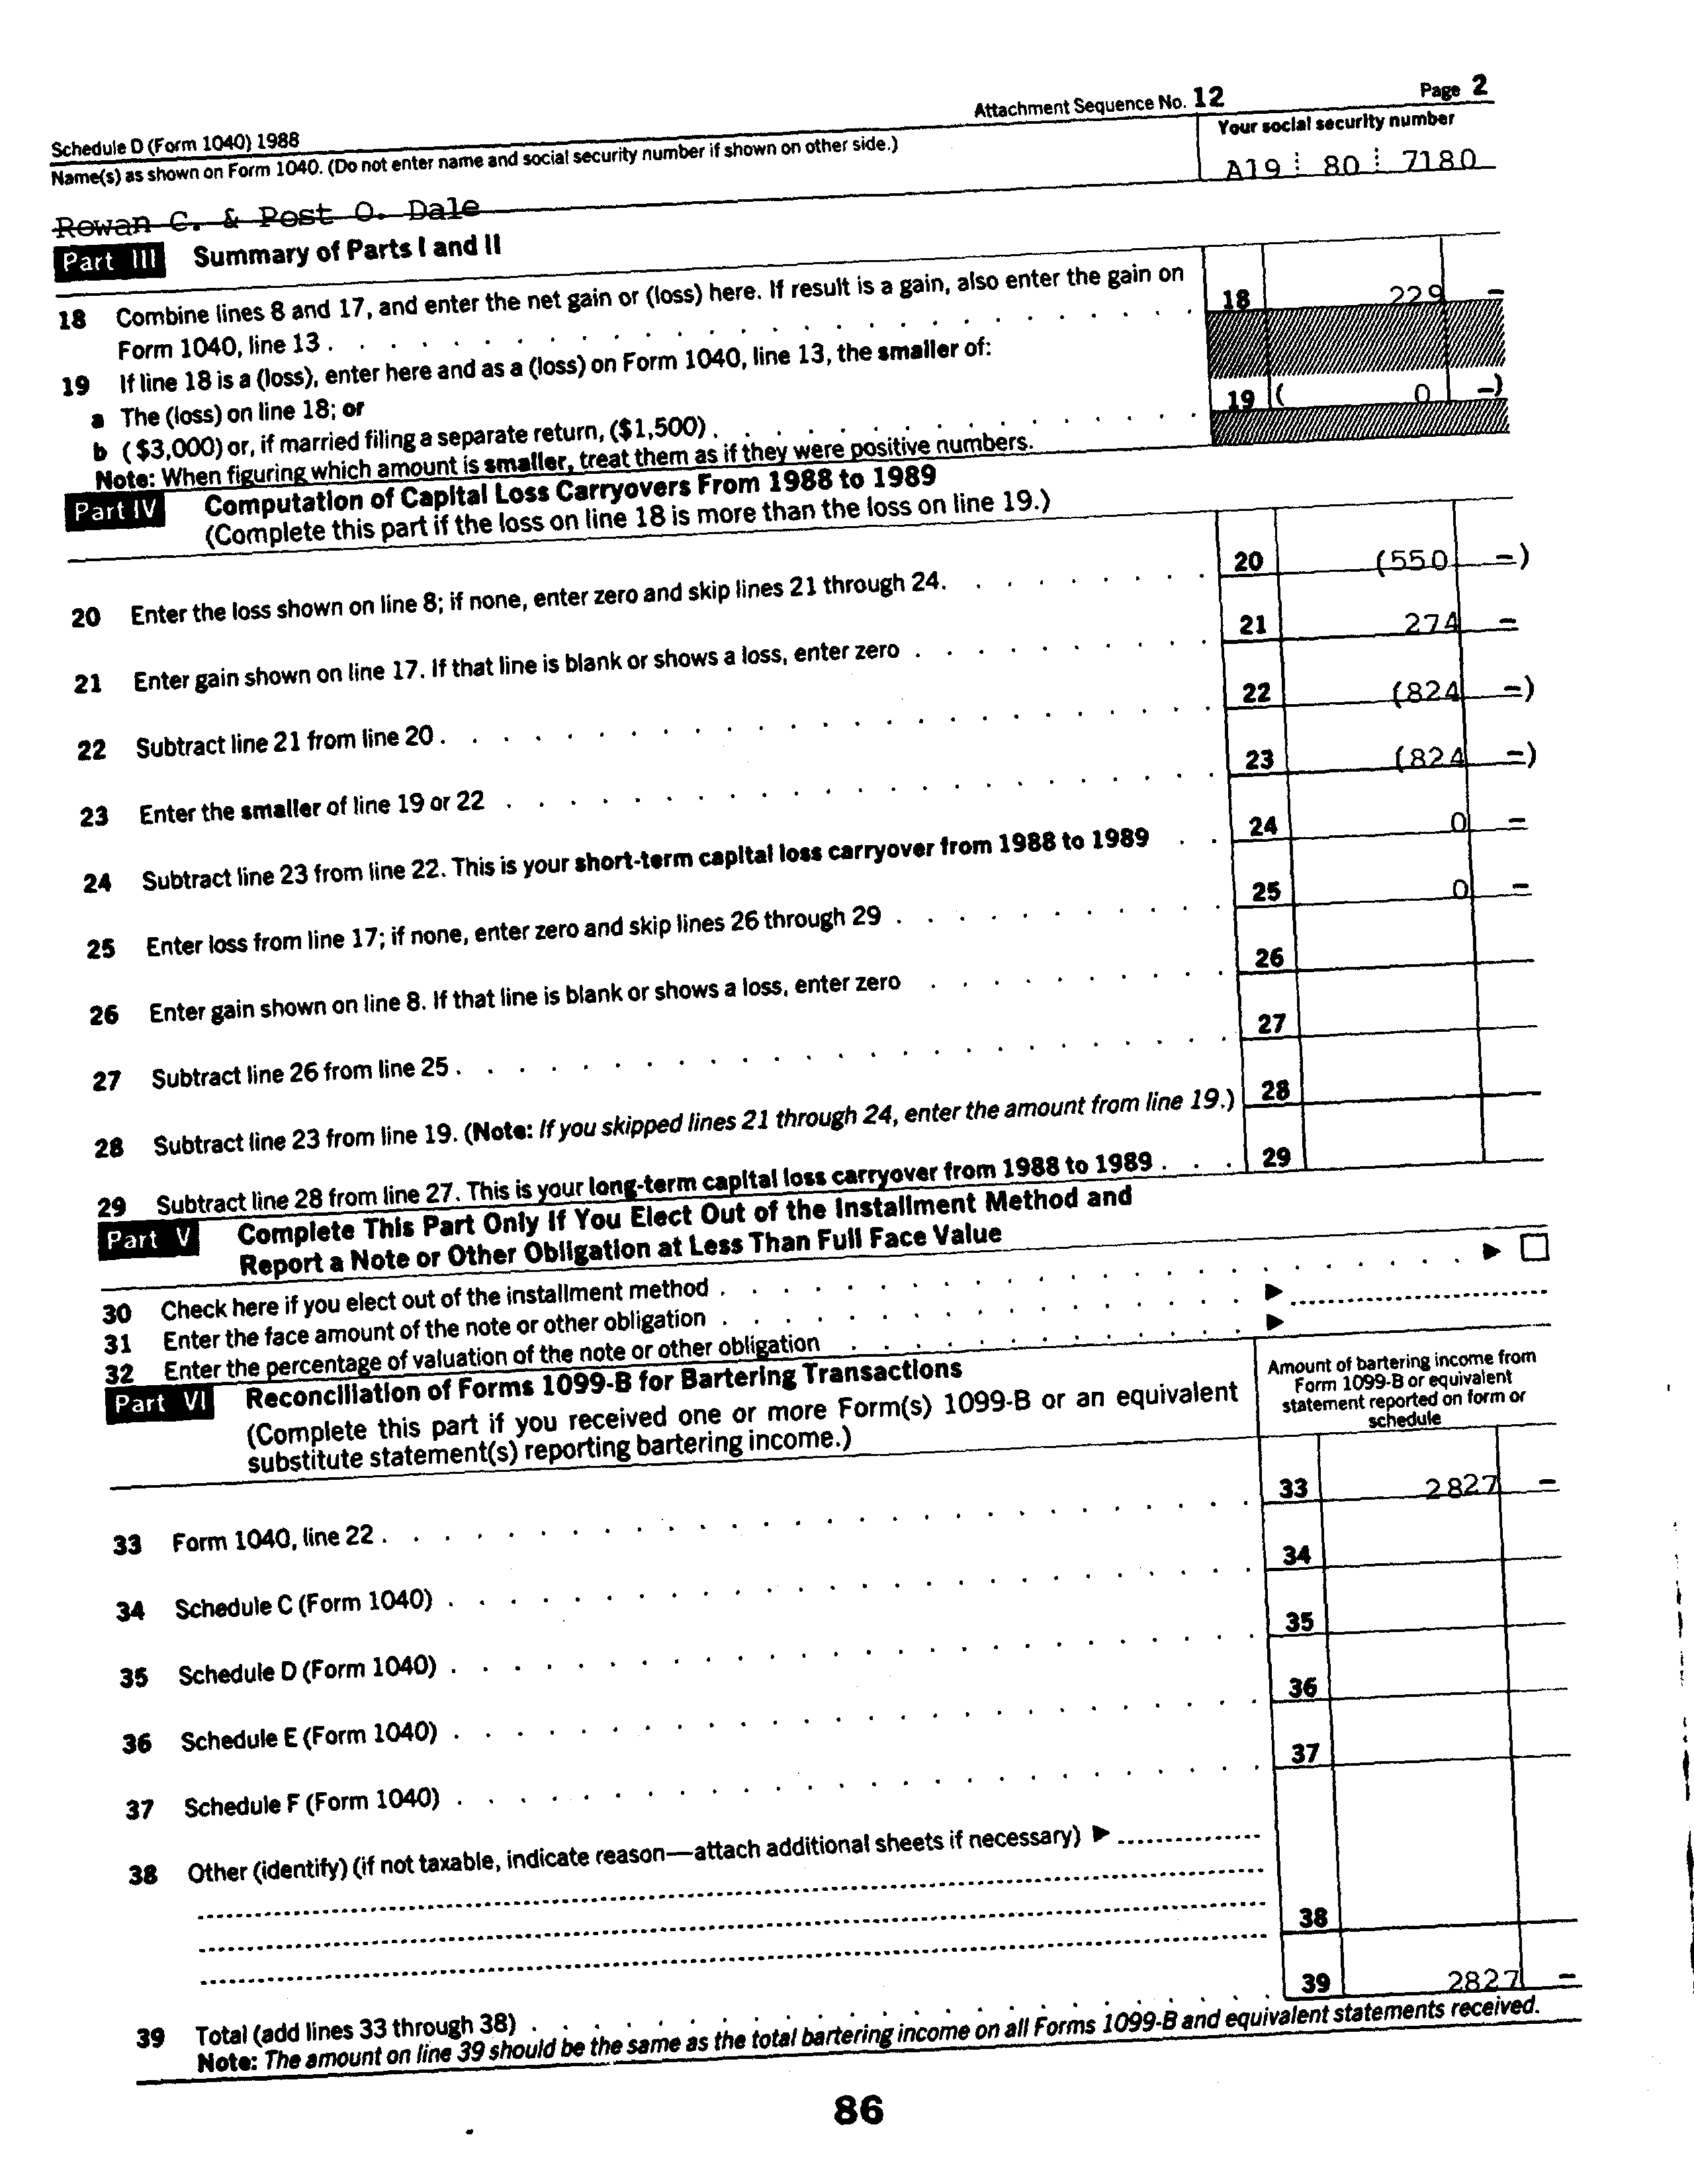 Schedule D (Form 1040) 1988 Attachment Sequence No. 12 Page 2
Name(s) as shown on Form 1040. (Do not enter name and social security number if shown on other side.) Your social security number
Rowan C. & Post O. Dale A19 80 7180
Part III Summary of Parts I and II
18 Combine lines 8 and 17, and enter the net gain or (loss) here. If result is a gain, also enter the gain on
Form 1040, line 13 . . . . . . . . . . 18 229 –
19 If line 18 is a (loss), enter here and as a (loss) on Form 1040, line 13, the smaller of:
a The (loss) on line 18; or
b ($3,000) or, if married filing a separate return, ($1,500) . . . . . . . . . . 19 ( 0 –)
Note: When figuring which amount is smaller, treat them as if they were positive numbers.
Part IV Computation of Capital Loss Carryovers From 1988 to 1989
(Complete this part if the loss on line 18 is more than the loss on line 19.)
20 Enter the loss shown on line 8; if none, enter zero and skip lines 21 through 24. . . . . . . . . 20 (550 –)
21 Enter gain shown on line 17. If that line is blank or shows a loss, enter zero . . . . . . . . . . 21 274 –
22 Subtract line 21 from line 20 . . . . . . . . . . 22 (824 –)
23 Enter the smaller of line 19 or 22 . . . . . . . . . . 23 (824 –)
24 Subtract line 23 from line 22. This is your short-term capital loss carryover from 1988 to 1989 . . 24 0 –
25 Enter loss from line 17; if none, enter zero and skip lines 26 through 29 . . . . . . . . . . 25 0 –
26 Enter gain shown on line 8. If that line is blank or shows a loss, enter zero . . . . . . . . . . 26
27 Subtract line 26 from line 25 . . . . . . . . . . 27
28 Subtract line 23 from line 19. (Note: If you skipped lines 21 through 24, enter the amount from line 19.) 28
29 Subtract line 28 from line 27. This is your long-term capital loss carryover from 1988 to 1989 . . . 29
Part V Complete This Part Only If You Elect Out of the Installment Method and
Report a Note or Other Obligation at Less Than Full Face Value
30 Check here if you elect out of the installment method . . . . . . . . . . ▶ ☐
31 Enter the face amount of the note or other obligation . . . . . . . . . . ▶
32 Enter the percentage of valuation of the note or other obligation . . . . . . . . . . ▶
Part VI Reconciliation of Forms 1099-B for Bartering Transactions
(Complete this part if you received one or more Form(s) 1099-B or an equivalent
substitute statement(s) reporting bartering income.)
Amount of bartering income from
Form 1099-B or equivalent
statement reported on form or
schedule
33 Form 1040, line 22 . . . . . . . . . . 33 2827 –
34 Schedule C (Form 1040) . . . . . . . . . . 34
35 Schedule D (Form 1040) . . . . . . . . . . 35
36 Schedule E (Form 1040) . . . . . . . . . . 36
37 Schedule F (Form 1040) . . . . . . . . . . 37
38 Other (identify) (if not taxable, indicate reason—attach additional sheets if necessary) ▶
38
39 Total (add lines 33 through 38) . . . . . . . . . . 39 2827 –
Note: The amount on line 39 should be the same as the total bartering income on all Forms 1099-B and equivalent statements received.
86